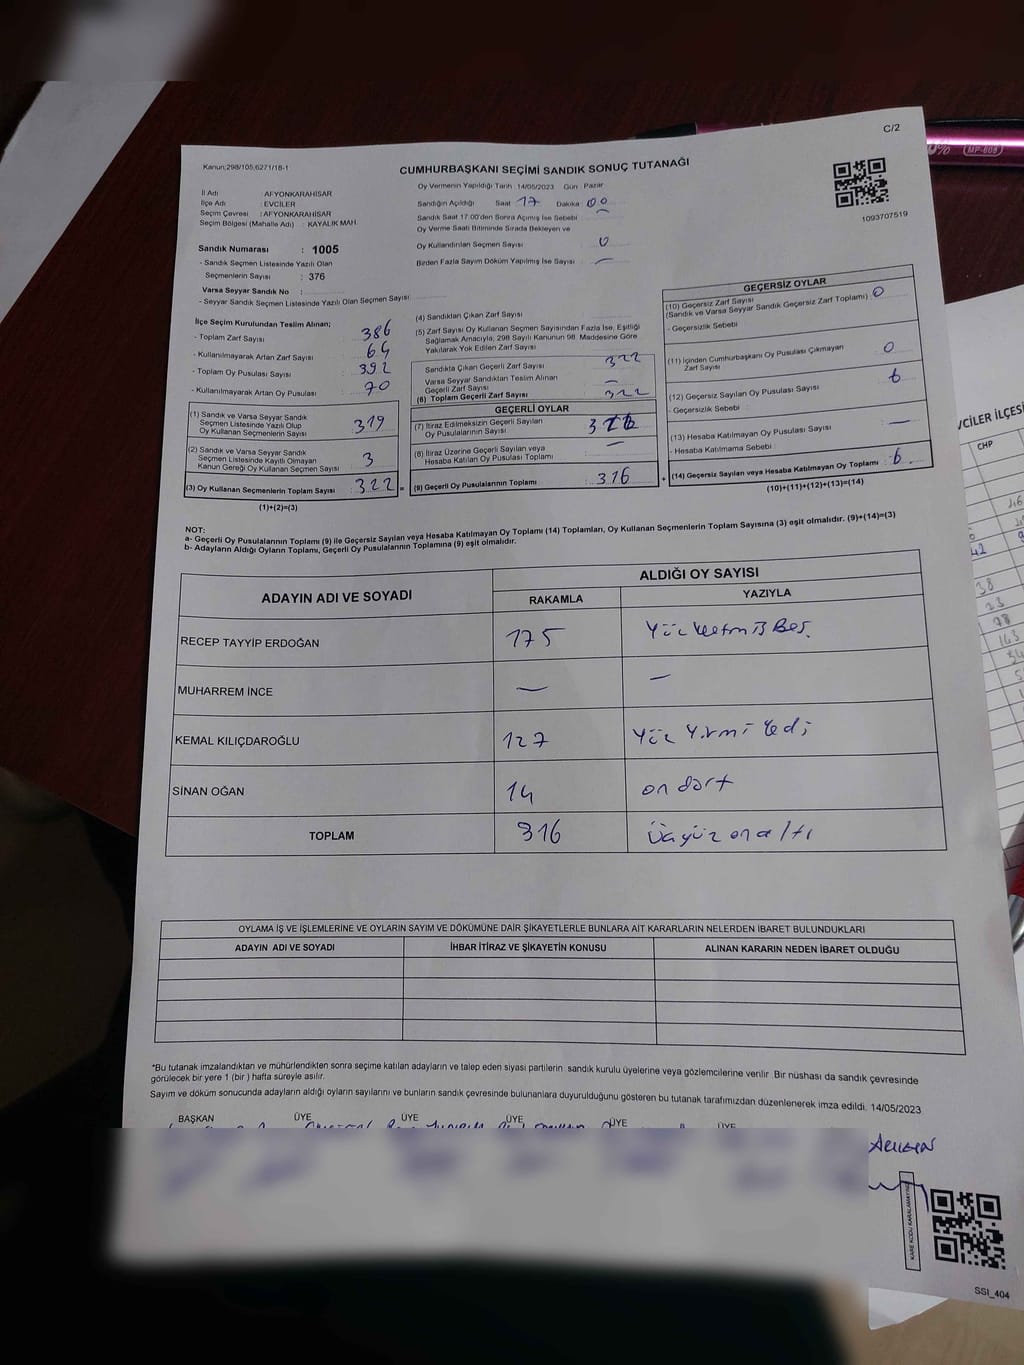 C/2
Kanun;298/105,6271/18-1
CUMHURBAŞKANI SEÇİMİ SANDIK SONUÇ TUTANAĞI
1093707519
İl Adı : AFYONKARAHİSAR
İlçe Adı : EVCİLER
Seçim Çevresi : AFYONKARAHİSAR
Seçim Bölgesi (Mahalle Adı) : KAYALIK MAH.
Sandık Numarası : 1005
- Sandık Seçmen Listesinde Yazılı Olan
Seçmenlerin Sayısı : 376
Varsa Seyyar Sandık No :
- Seyyar Sandık Seçmen Listesinde Yazılı Olan Seçmen Sayısı
Oy Vermenin Yapıldığı Tarih 14/05/2023 Gün Pazar
Sandığın Açıldığı Saat 17 Dakika 00
Sandık Saat 17.00'den Sonra Açımış İse Sebebi —
Oy Verme Saati Bitiminde Sırada Bekleyen ve
Oy Kullandırılan Seçmen Sayısı 0
Birden Fazla Sayım Döküm Yapılmış İse Sayısı —
İlçe Seçim Kurulundan Teslim Alınan;
- Toplam Zarf Sayısı 386
- Kullanılmayarak Artan Zarf Sayısı 64
- Toplam Oy Pusulası Sayısı 392
- Kullanılmayarak Artan Oy Pusulası 70
(1) Sandık ve Varsa Seyyar Sandık
Seçmen Listesinde Yazılı Olup
Oy Kullanan Seçmenlerin Sayısı 319
(2) Sandık ve Varsa Seyyar Sandık
Seçmen Listesinde Kayıtlı Olmayan
Kanun Gereği Oy Kullanan Seçmen Sayısı 3
(3) Oy Kullanan Seçmenlerin Toplam Sayısı : 322 =
(1)+(2)=(3)
(4) Sandıktan Çıkan Zarf Sayısı
(5) Zarf Sayısı Oy Kullanan Seçmen Sayısından Fazla İse, Eşitliği
Sağlamak Amacıyla, 298 Sayılı Kanunun 98. Maddesine Göre
Yakılarak Yok Edilen Zarf Sayısı
Sandıkta Çıkan Geçerli Zarf Sayısı 322
Varsa Seyyar Sandıktan Teslim Alınan
Geçerli Zarf Sayısı —
(6) Toplam Geçerli Zarf Sayısı 322
GEÇERLİ OYLAR
(7) İtiraz Edilmeksizin Geçerli Sayılan
Oy Pusulalarının Sayısı : 316
(8) İtiraz Üzerine Geçerli Sayılan veya
Hesaba Katılan Oy Pusulası Toplamı —
(9) Geçerli Oy Pusulalarının Toplamı : 316 +
GEÇERSİZ OYLAR
(10) Geçersiz Zarf Sayısı
(Sandık ve Varsa Seyyar Sandık Geçersiz Zarf Toplamı) 0
- Geçersizlik Sebebi
(11) İçinden Cumhurbaşkanı Oy Pusulası Çıkmayan
Zarf Sayısı 0
(12) Geçersiz Sayılan Oy Pusulası Sayısı 6
- Geçersizlik Sebebi
(13) Hesaba Katılmayan Oy Pusulası Sayısı —
- Hesaba Katılmama Sebebi
(14) Geçersiz Sayılan veya Hesaba Katılmayan Oy Toplamı : 6.
(10)+(11)+(12)+(13)=(14)
NOT:
a- Geçerli Oy Pusulalarının Toplamı (9) ile Geçersiz Sayılan veya Hesaba Katılmayan Oy Toplamı (14) Toplamları, Oy Kullanan Seçmenlerin Toplam Sayısına (3) eşit olmalıdır. (9)+(14)=(3)
b- Adayların Aldığı Oyların Toplamı, Geçerli Oy Pusulalarının Toplamına (9) eşit olmalıdır.
ADAYIN ADI VE SOYADI
ALDIĞI OY SAYISI
RAKAMLA YAZIYLA
RECEP TAYYİP ERDOĞAN 175 Yüz Yetmiş Beş.
MUHARREM İNCE — —
KEMAL KILIÇDAROĞLU 127 Yüz Yirmi Yedi
SİNAN OĞAN 14 on dört
TOPLAM 316 Üçyüz on altı
OYLAMA İŞ VE İŞLEMLERİNE VE OYLARIN SAYIM VE DÖKÜMÜNE DAİR ŞİKAYETLERLE BUNLARA AİT KARARLARIN NELERDEN İBARET BULUNDUKLARI
ADAYIN ADI VE SOYADI İHBAR İTİRAZ VE ŞİKAYETİN KONUSU ALINAN KARARIN NEDEN İBARET OLDUĞU
*Bu tutanak imzalandıktan ve mühürlendikten sonra seçime katılan adayların ve talep eden siyasi partilerin sandık kurulu üyelerine veya gözlemcilerine verilir. Bir nüshası da sandık çevresinde
görülecek bir yere 1 (bir ) hafta süreyle asılır.
Sayım ve döküm sonucunda adayların aldığı oyların sayılarını ve bunların sandık çevresinde bulunanlara duyurulduğunu gösteren bu tutanak tarafımızdan düzenlenerek imza edildi. 14/05/2023
BAŞKAN ÜYE ÜYE ÜYE ÜYE ÜYE
KARE KODU KARALAMAYINIZ
SSI_404
MP-608
CHP